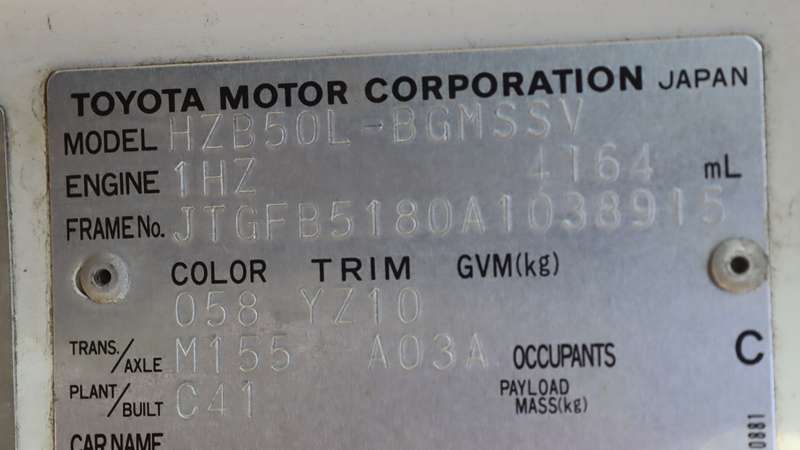 TOYOTA MOTOR CORPORATION JAPAN
MODEL HZB50L-BGMSSV
ENGINE 1HZ 4164 mL
FRAME No. JTGFB5180A1038915
COLOR TRIM GVM(kg)
058 YZ10
TRANS./AXLE M155 A03A OCCUPANTS C
PLANT/BUILT C41 PAYLOAD MASS(kg)
CAR NAME
0881